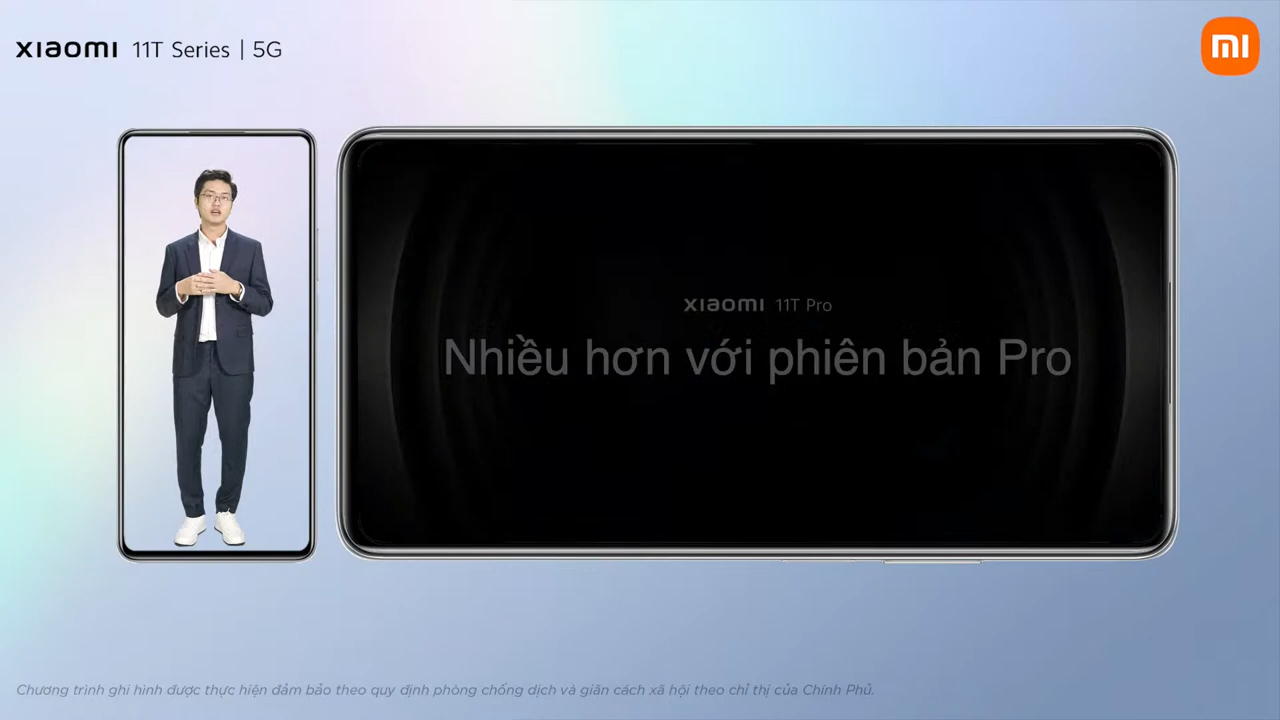 xiaomi 11T Series | 5G
mi
xiaomi 11T Pro
Nhiều hơn với phiên bản Pro
Chương trình ghi hình được thực hiện đảm bảo theo quy định phòng chống dịch và giãn cách xã hội theo chỉ thị của Chính Phủ.